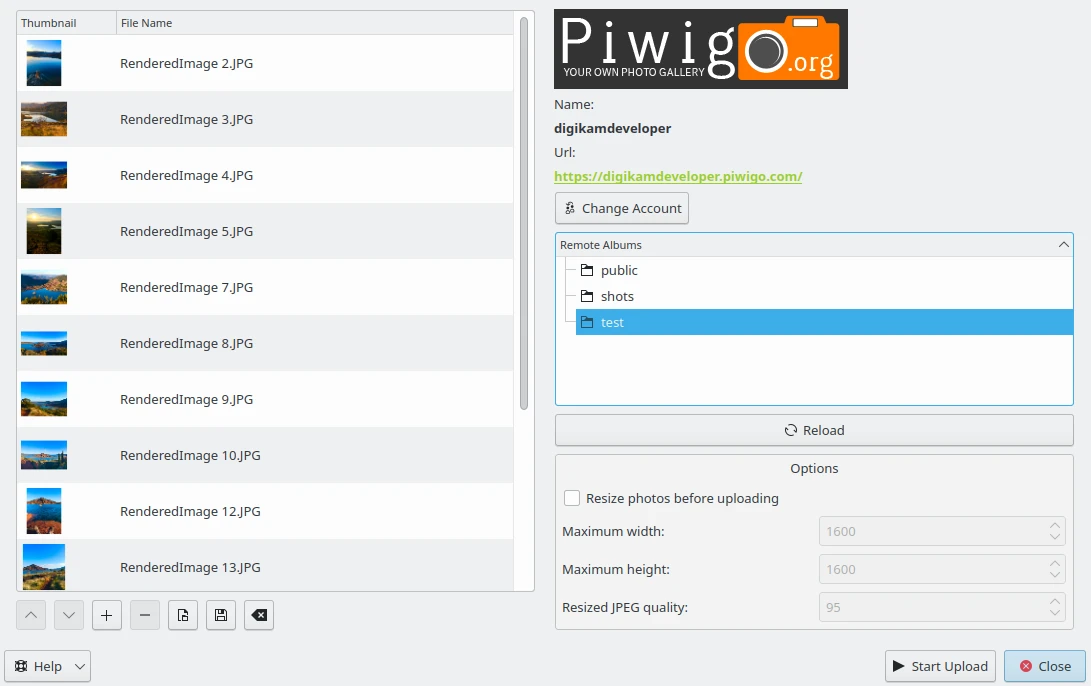 Thumbnail File Name
RenderedImage 2.JPG
RenderedImage 3.JPG
RenderedImage 4.JPG
RenderedImage 5.JPG
RenderedImage 7.JPG
RenderedImage 8.JPG
RenderedImage 9.JPG
RenderedImage 10.JPG
RenderedImage 12.JPG
RenderedImage 13.JPG
Help
Piwigo.org
YOUR OWN PHOTO GALLERY
Name:
digikamdeveloper
Url:
https://digikamdeveloper.piwigo.com/
Change Account
Remote Albums
public
shots
test
Reload
Options
Resize photos before uploading
Maximum width: 1600
Maximum height: 1600
Resized JPEG quality: 95
Start Upload Close